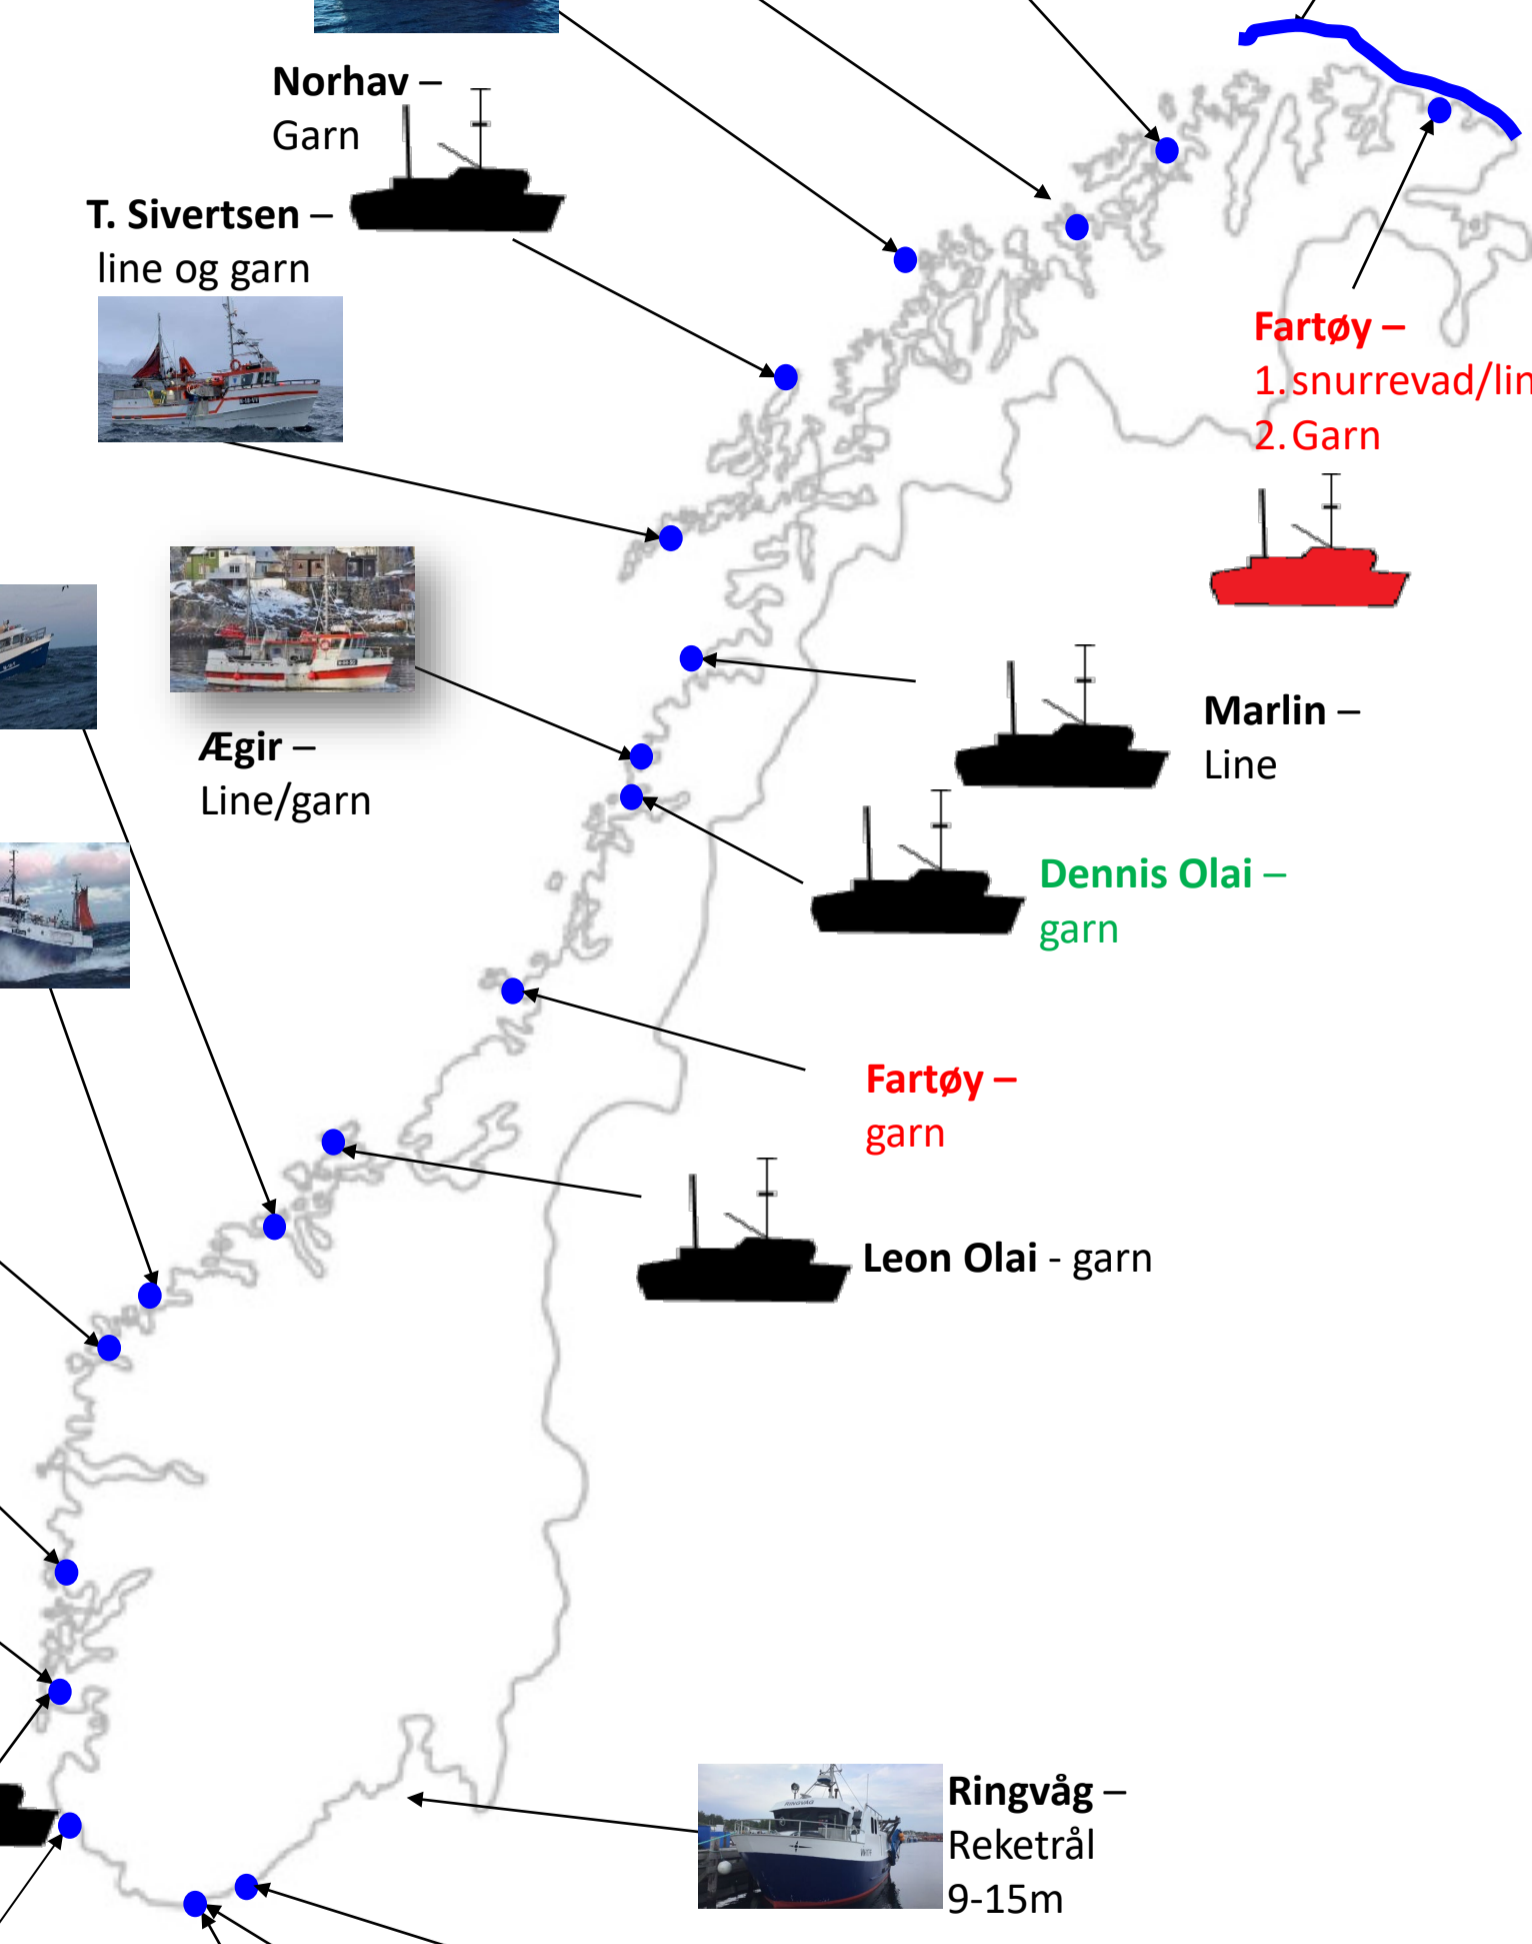 Norhav –
Garn
T. Sivertsen –
line og garn
Fartøy –
1. snurrevad/lin
2. Garn
Ægir –
Line/garn
Marlin –
Line
Dennis Olai –
garn
Fartøy –
garn
Leon Olai - garn
Ringvåg –
Reketrål
9-15m